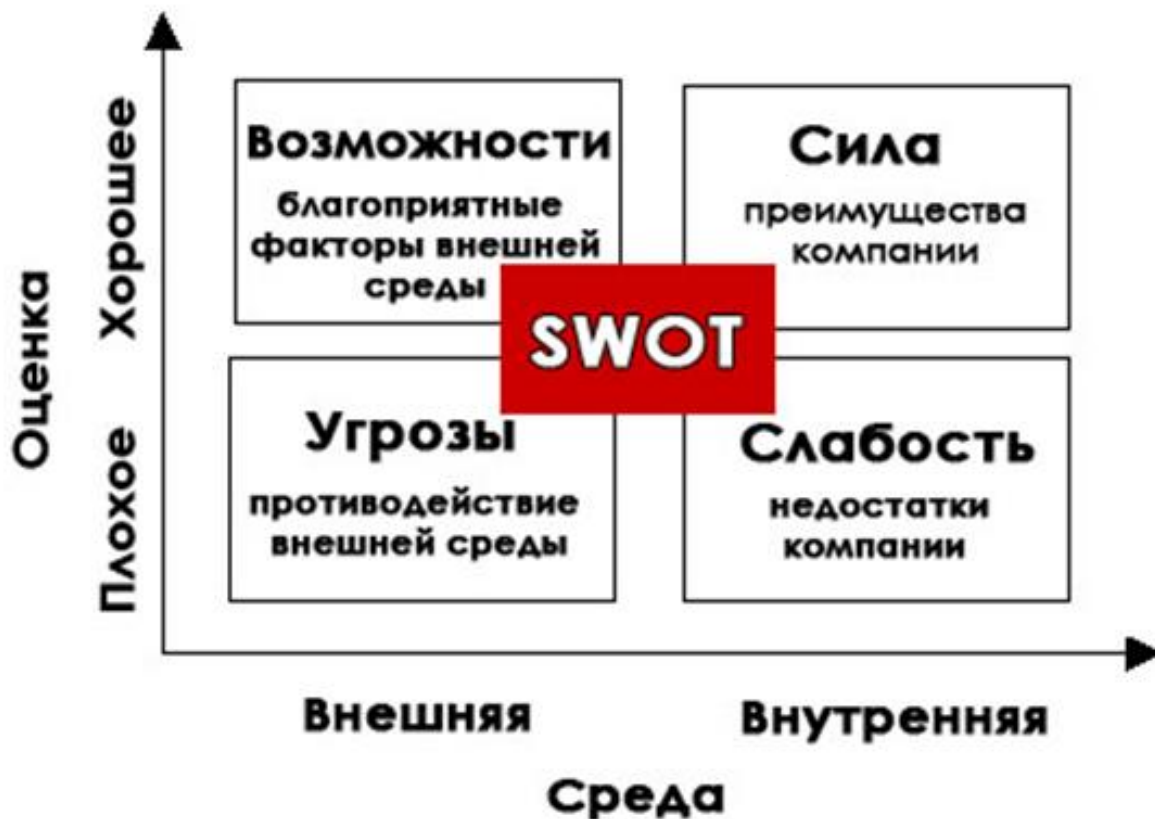 Оценка
Хорошее
Плохое
Возможности
благоприятные
факторы внешней
среды
Сила
преимущества
компании
SWOT
Угрозы
противодействие
внешней среды
Слабость
недостатки
компании
Внешняя
Внутренняя
Среда